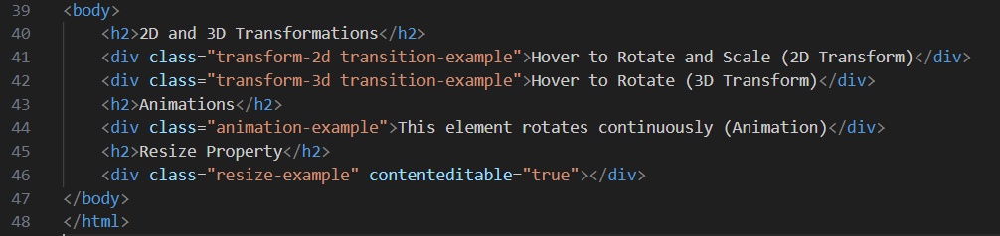 39 <body>
40     <h2>2D and 3D Transformations</h2>
41     <div class="transform-2d transition-example">Hover to Rotate and Scale (2D Transform)</div>
42     <div class="transform-3d transition-example">Hover to Rotate (3D Transform)</div>
43     <h2>Animations</h2>
44     <div class="animation-example">This element rotates continuously (Animation)</div>
45     <h2>Resize Property</h2>
46     <div class="resize-example" contenteditable="true"></div>
47 </body>
48 </html>